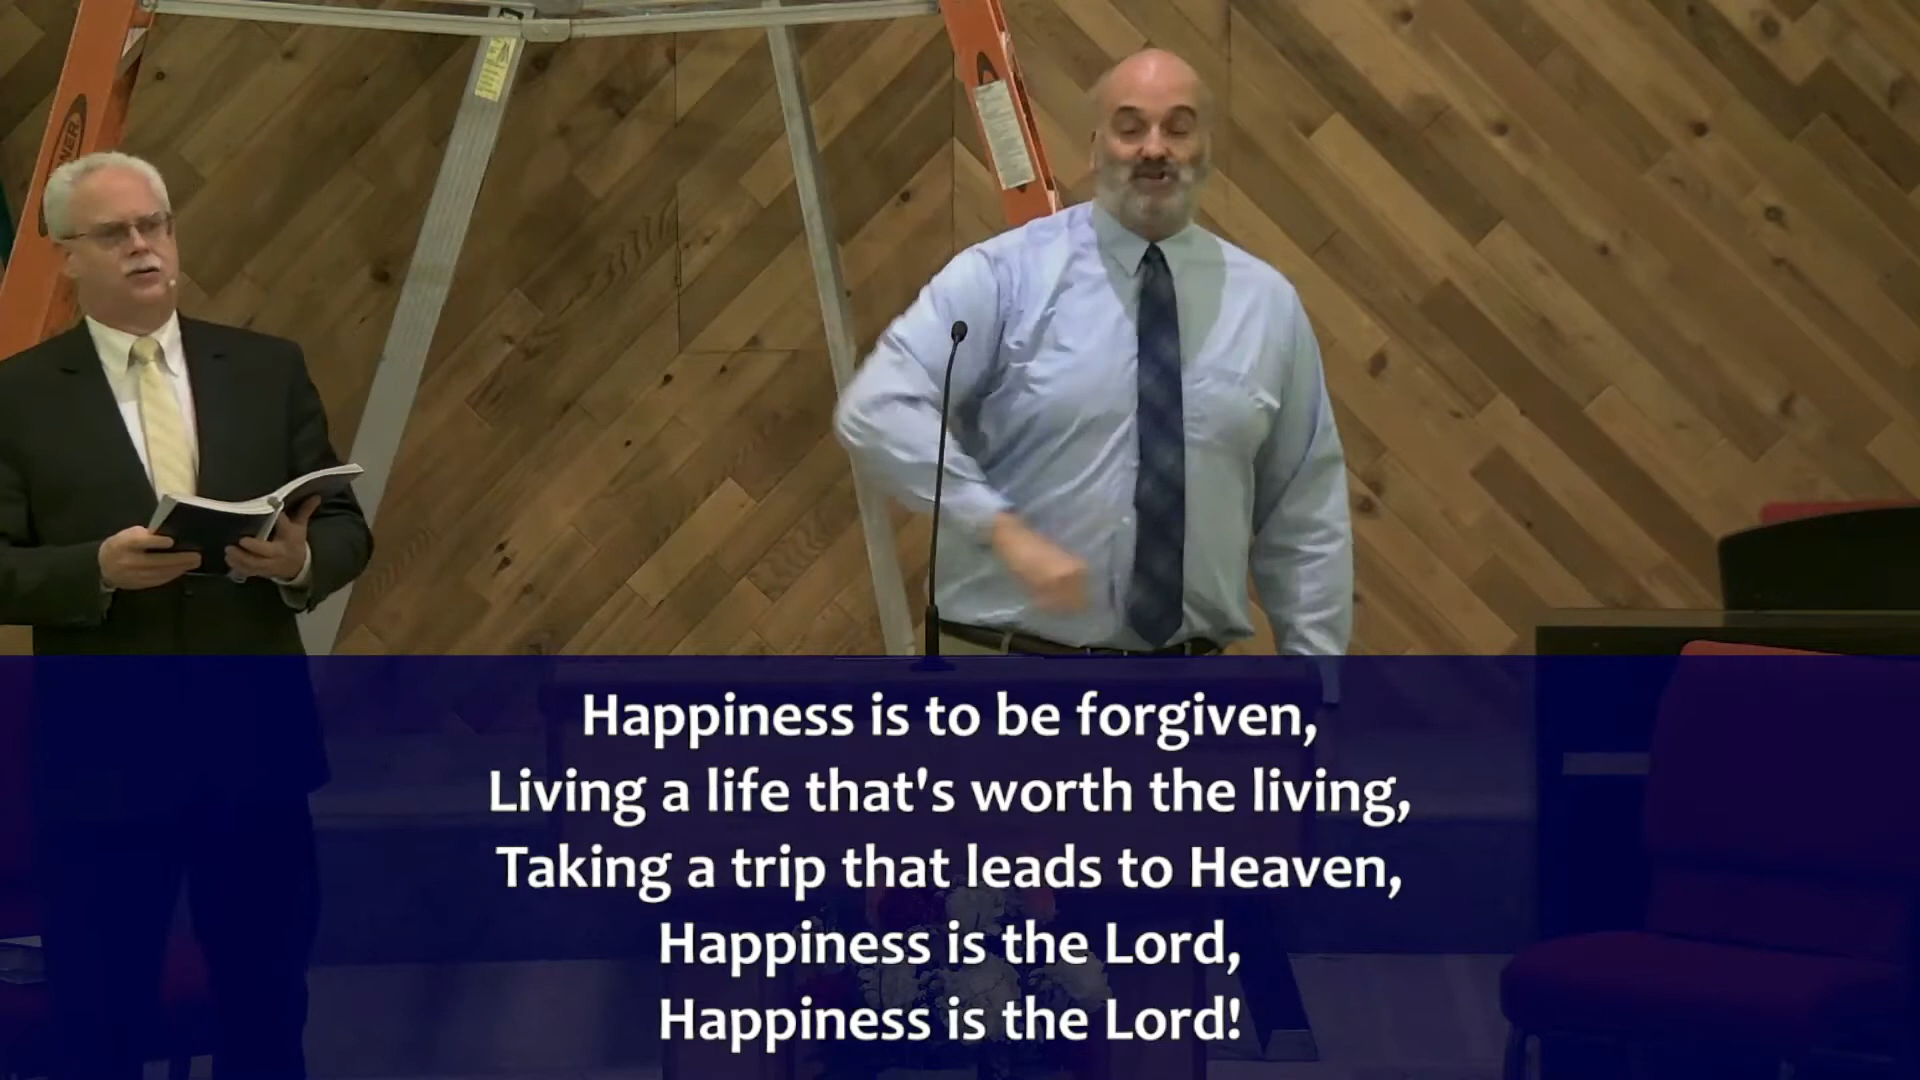 NER
Happiness is to be forgiven,
Living a life that's worth the living,
Taking a trip that leads to Heaven,
Happiness is the Lord,
Happiness is the Lord!